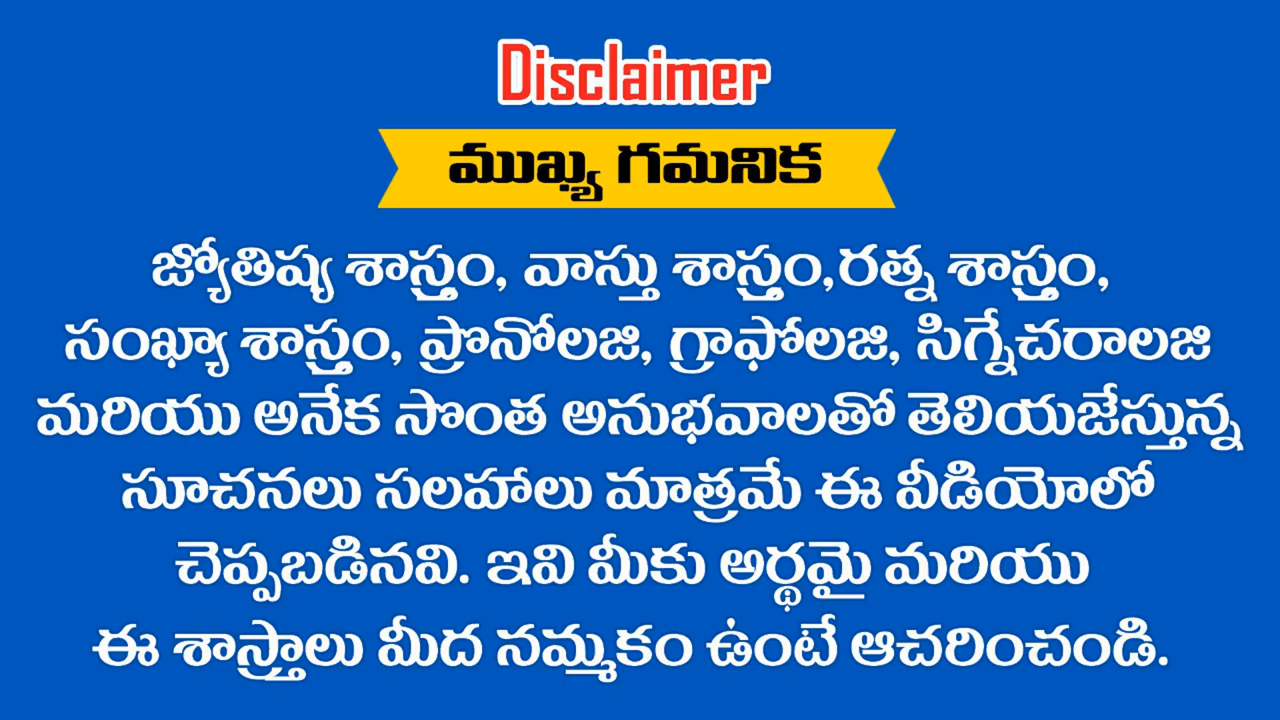 Disclaimer
ముఖ్య గమనిక
జ్యోతిష్య శాస్త్రం, వాస్తు శాస్త్రం,రత్న శాస్త్రం,
సంఖ్యా శాస్త్రం, ప్రొనోలజి, గ్రాఫోలజి, సిగ్నేచరాలజి
మరియు అనేక సొంత అనుభవాలతో తెలియజేస్తున్న
సూచనలు సలహాలు మాత్రమే ఈ వీడియోలో
చెప్పబడినవి. ఇవి మీకు అర్థమై మరియు
ఈ శాస్త్రాలు మీద నమ్మకం ఉంటే ఆచరించండి.